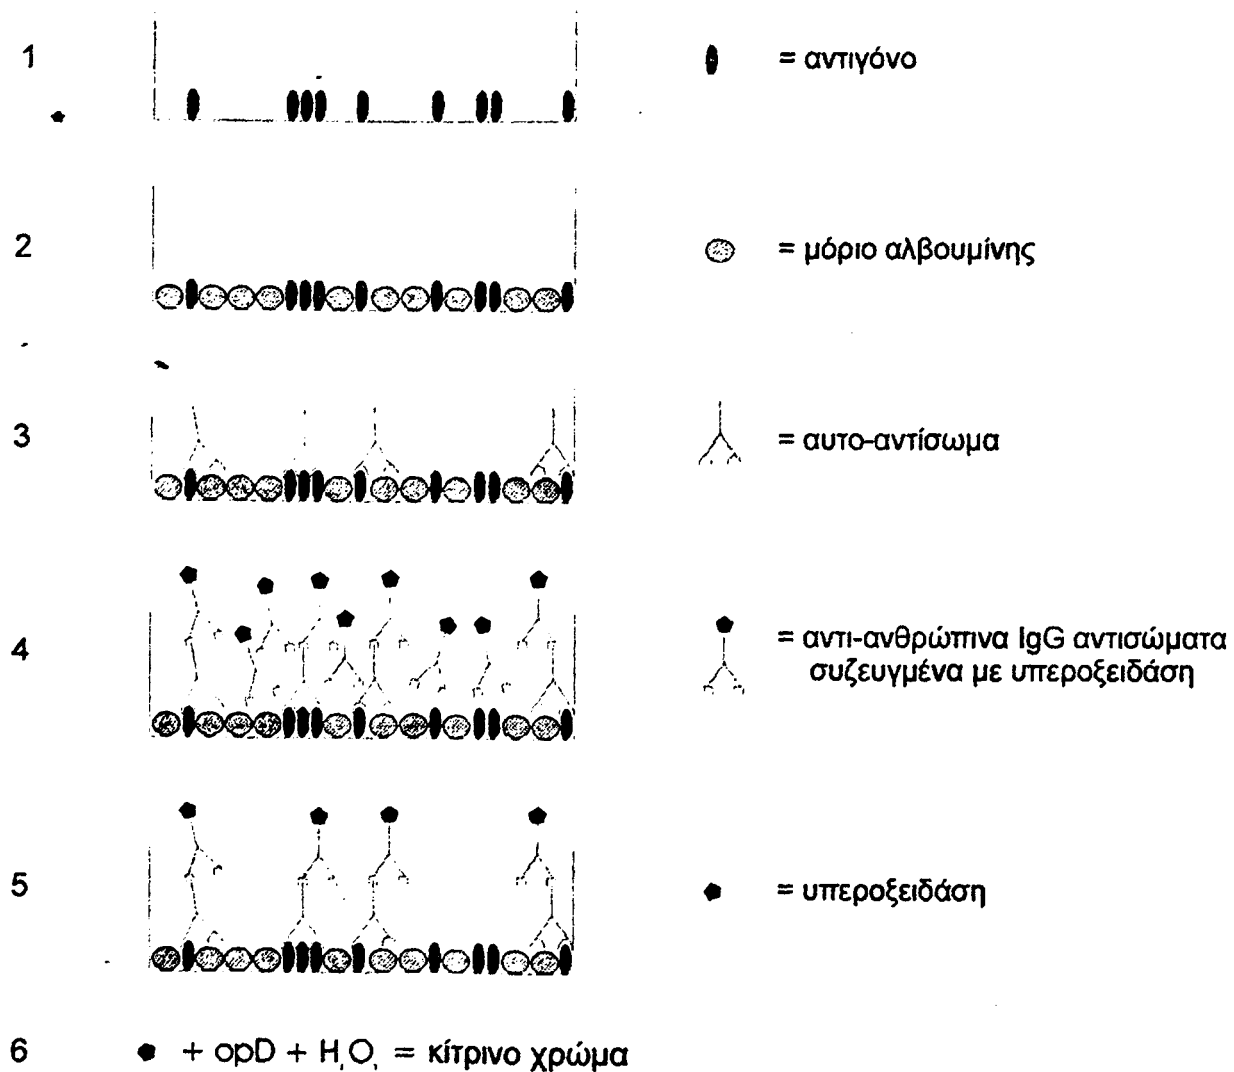 1
= αντιγόνο
2
= μόριο αλβουμίνης
3
= αυτο-αντίσωμα
4
= αντι-ανθρώπινα IgG αντισώματα
συζευγμένα με υπεροξειδάση
5
= υπεροξειδάση
6
+ opD + H₂O₂ = κίτρινο χρώμα